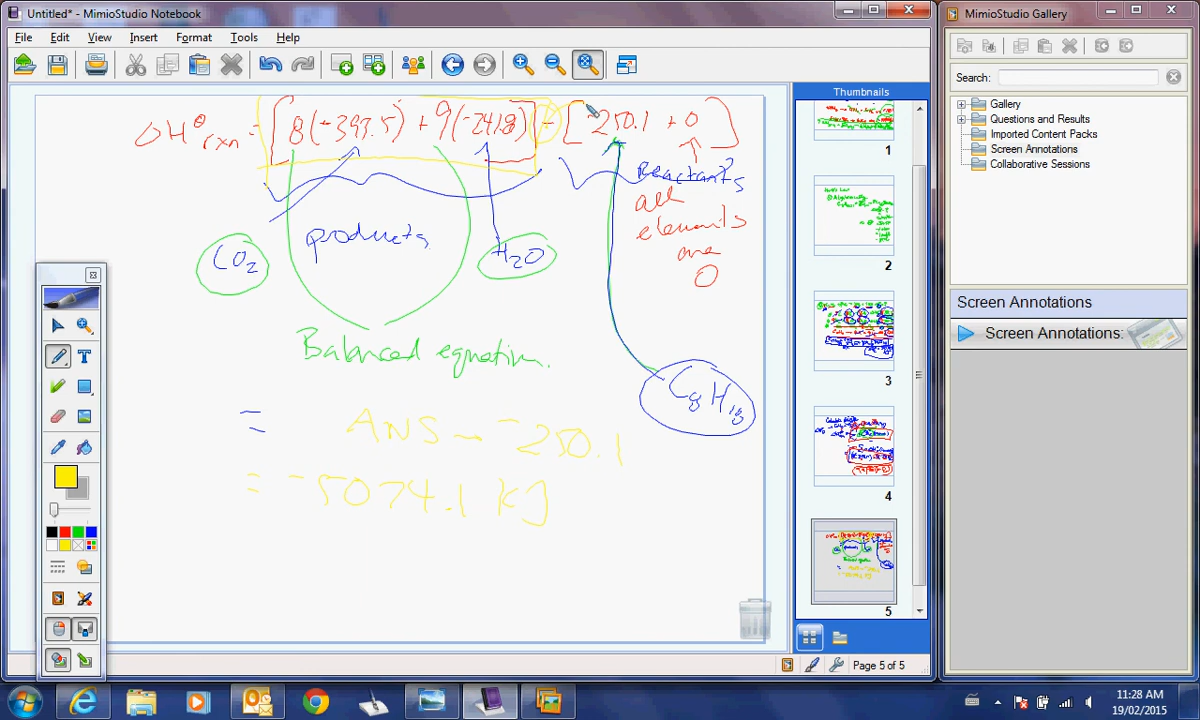 Untitled* - MimioStudio Notebook
File Edit View Insert Format Tools Help
ΔH°rxn = [8(-393.5) + 9(-241.8)] - [-250.1 + 0]
reactants
all
elements
are
0
products
CO2
H2O
Balanced equation.
C8H18
= ANS - -250.1
= -5074.1 kJ
Thumbnails
1
2
3
4
5
Page 5 of 5
MimioStudio Gallery
Search:
Gallery
Questions and Results
Imported Content Packs
Screen Annotations
Collaborative Sessions
Screen Annotations
Screen Annotations:
T
11:28 AM
19/02/2015